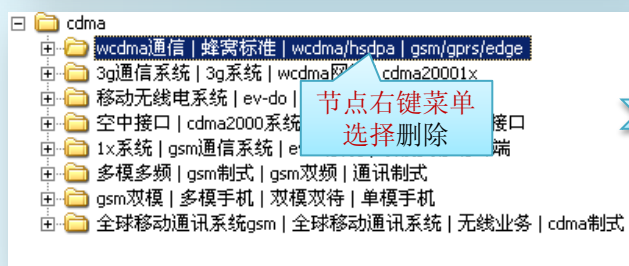 cdma
wcdma通信 | 蜂窝标准 | wcdma/hsdpa | gsm/gprs/edge
3g通信系统 | 3g系统 | wcdma网 cdma20001x
移动无线电系统 | ev-do |
空中接口 | cdma2000系统 接口
1x系统 | gsm通信系统 | e 端
多模多频 | gsm制式 | gsm双频 | 通讯制式
gsm双模 | 多模手机 | 双模双待 | 单模手机
全球移动通讯系统gsm | 全球移动通讯系统 | 无线业务 | cdma制式
节点右键菜单
选择删除